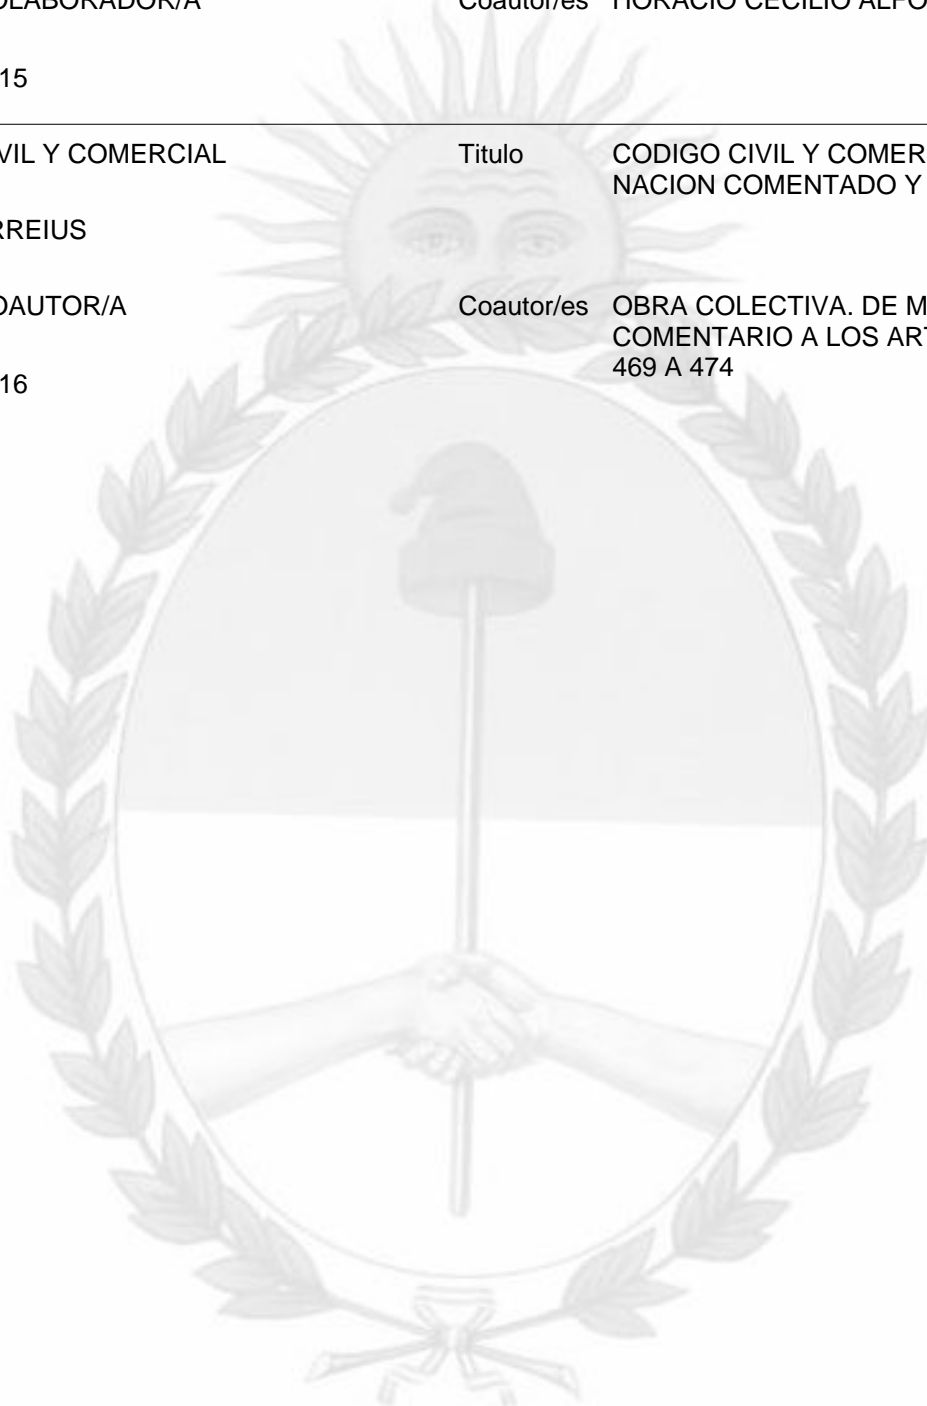 OLABORADOR/A Coautor/es HORACIO CECILIO ALFO
15
VIL Y COMERCIAL Titulo CODIGO CIVIL Y COMER
NACION COMENTADO Y
RREIUS
OAUTOR/A Coautor/es OBRA COLECTIVA. DE M
COMENTARIO A LOS ART
469 A 474
16